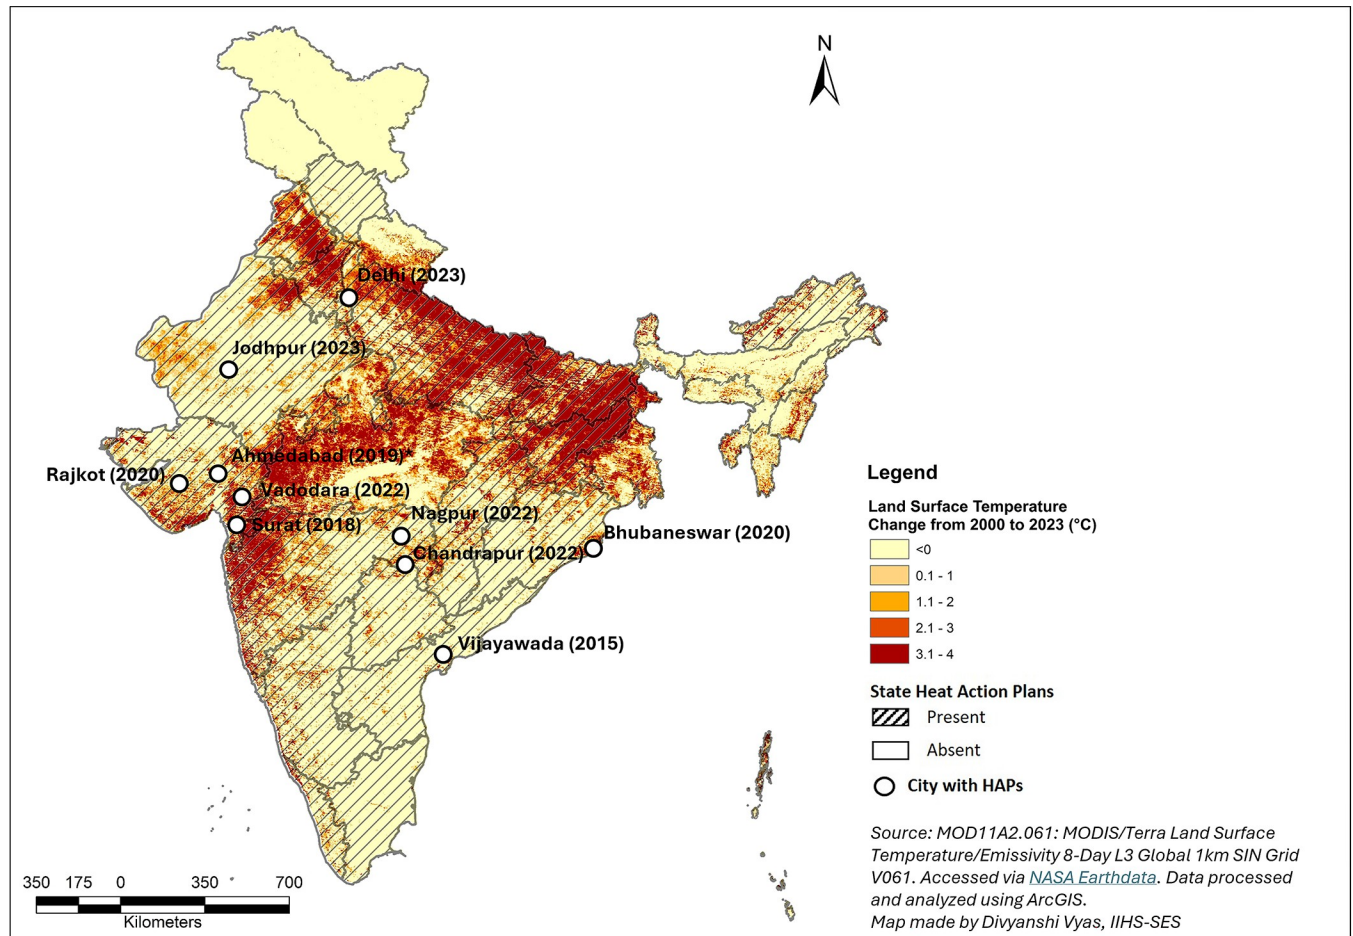 N
Delhi (2023)
Jodhpur (2023)
Ahmedabad (2019)*
Rajkot (2020)
Vadodara (2022)
Nagpur (2022)
Surat (2018)
Bhubaneswar (2020)
Chandrapur (2022)
Vijayawada (2015)
Legend
Land Surface Temperature
Change from 2000 to 2023 (°C)
<0
0.1 - 1
1.1 - 2
2.1 - 3
3.1 - 4
State Heat Action Plans
Present
Absent
City with HAPs
Source: MOD11A2.061: MODIS/Terra Land Surface
Temperature/Emissivity 8-Day L3 Global 1km SIN Grid
V061. Accessed via NASA Earthdata. Data processed
and analyzed using ArcGIS.
Map made by Divyanshi Vyas, IIHS-SES
350 175 0 350 700
Kilometers